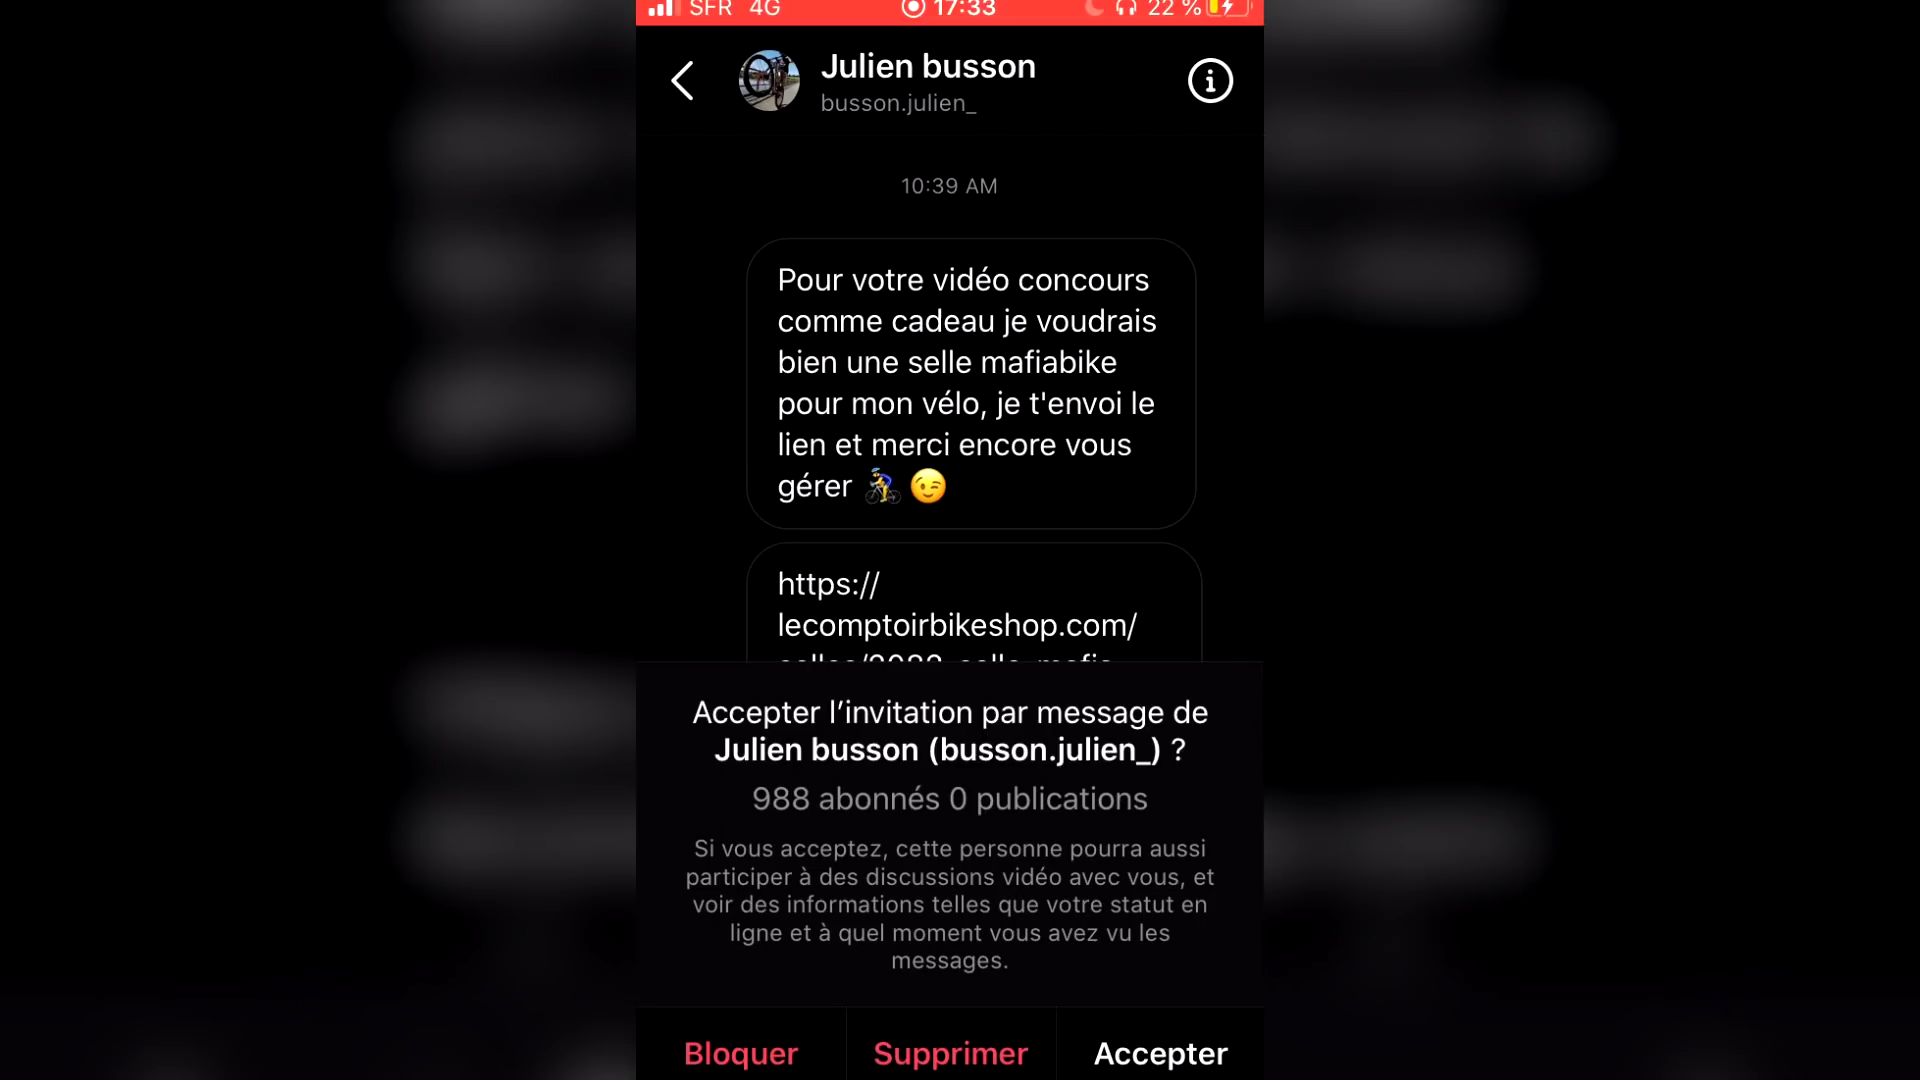 SFR 4G 17:33 22 %
Julien busson
busson.julien_
10:39 AM
Pour votre vidéo concours
comme cadeau je voudrais
bien une selle mafiabike
pour mon vélo, je t'envoi le
lien et merci encore vous
gérer 🚴 😉
https://
lecomptoirbikeshop.com/
Accepter l’invitation par message de
Julien busson (busson.julien_) ?
988 abonnés 0 publications
Si vous acceptez, cette personne pourra aussi
participer à des discussions vidéo avec vous, et
voir des informations telles que votre statut en
ligne et à quel moment vous avez vu les
messages.
Bloquer Supprimer Accepter